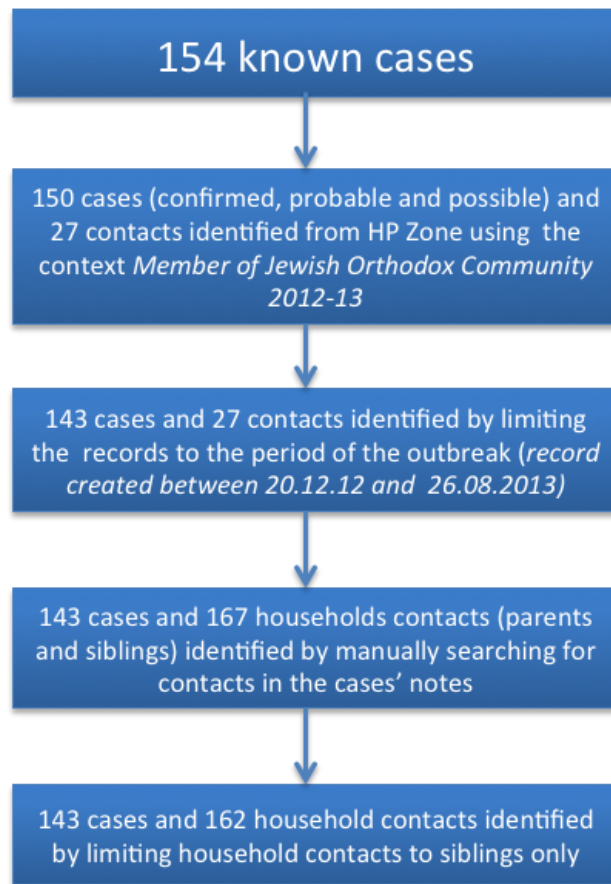 154 known cases
150 cases (confirmed, probable and possible) and
27 contacts identified from HP Zone using the
context Member of Jewish Orthodox Community
2012-13
143 cases and 27 contacts identified by limiting
the records to the period of the outbreak (record
created between 20.12.12 and 26.08.2013)
143 cases and 167 households contacts (parents
and siblings) identified by manually searching for
contacts in the cases’ notes
143 cases and 162 household contacts identified
by limiting household contacts to siblings only